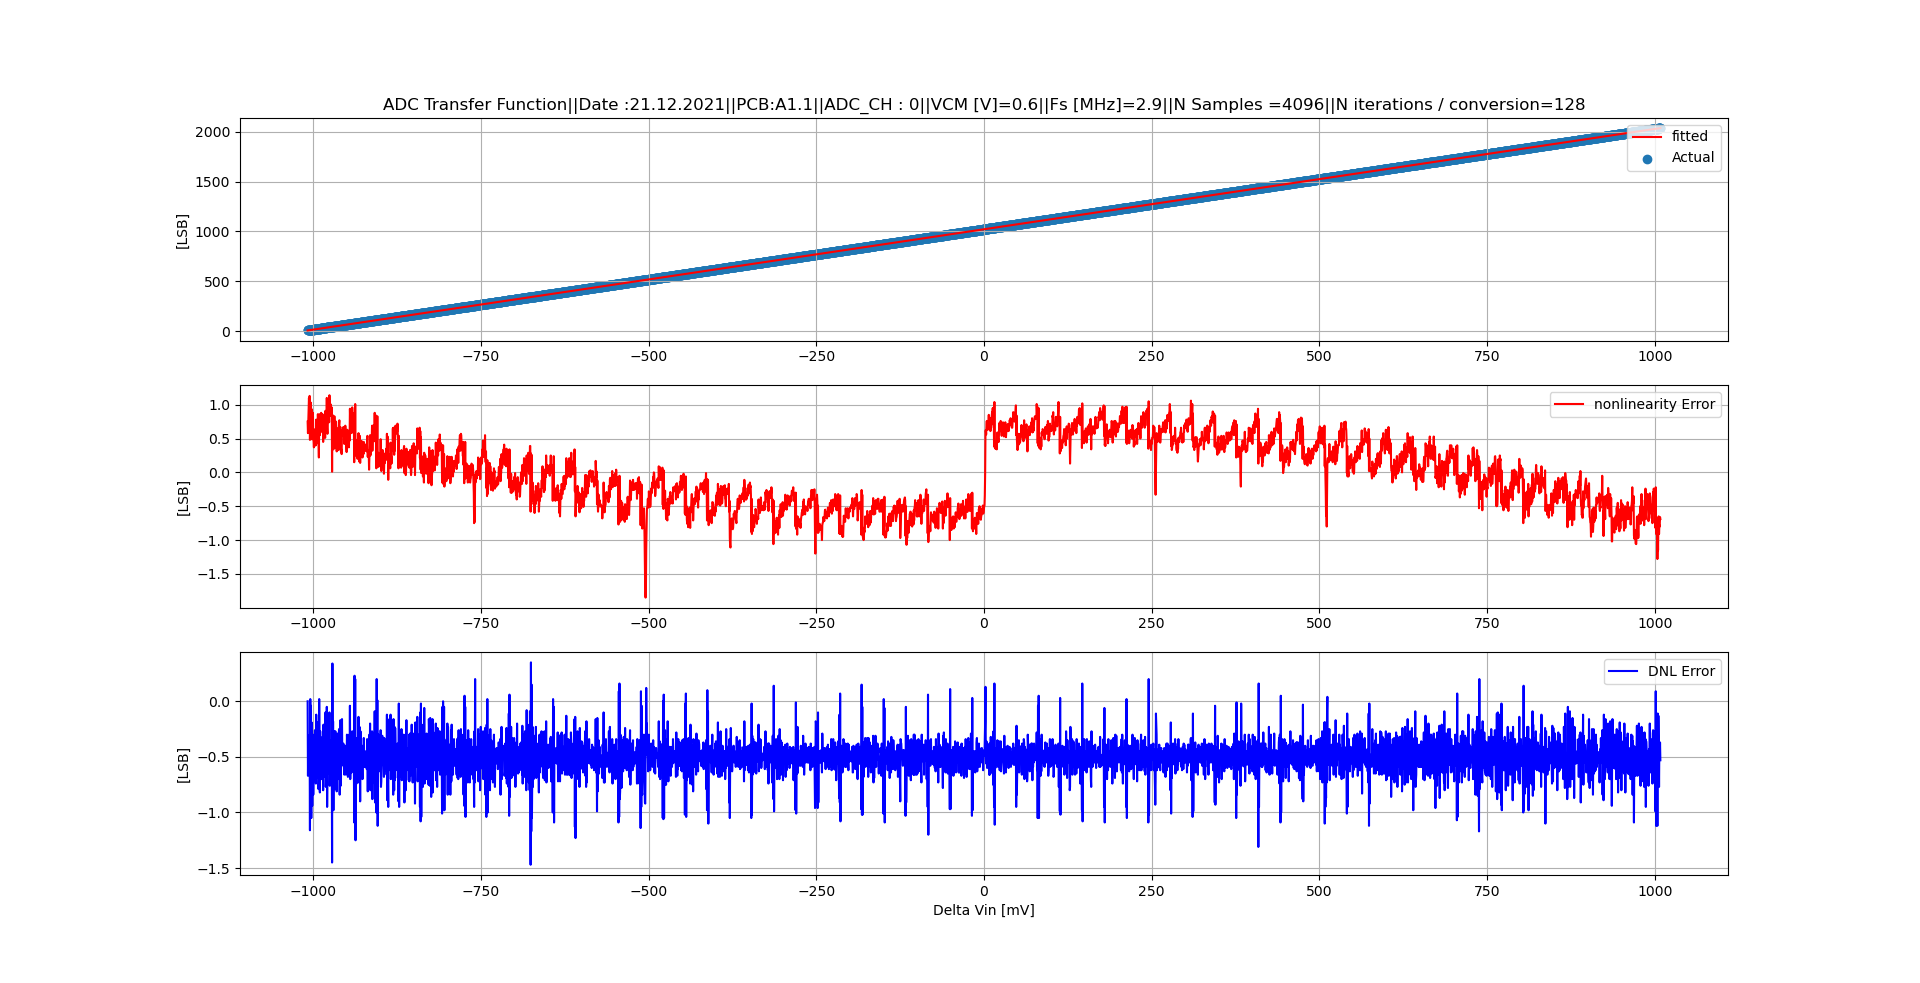 ADC Transfer Function||Date :21.12.2021||PCB:A1.1||ADC_CH : 0||VCM [V]=0.6||Fs [MHz]=2.9||N Samples =4096||N iterations / conversion=128
2000
1500
1000
500
0
[LSB]
fitted
Actual
−1000 −750 −500 −250 0 250 500 750 1000
1.0
0.5
0.0
−0.5
−1.0
−1.5
[LSB]
nonlinearity Error
−1000 −750 −500 −250 0 250 500 750 1000
0.0
−0.5
−1.0
−1.5
[LSB]
DNL Error
−1000 −750 −500 −250 0 250 500 750 1000
Delta Vin [mV]